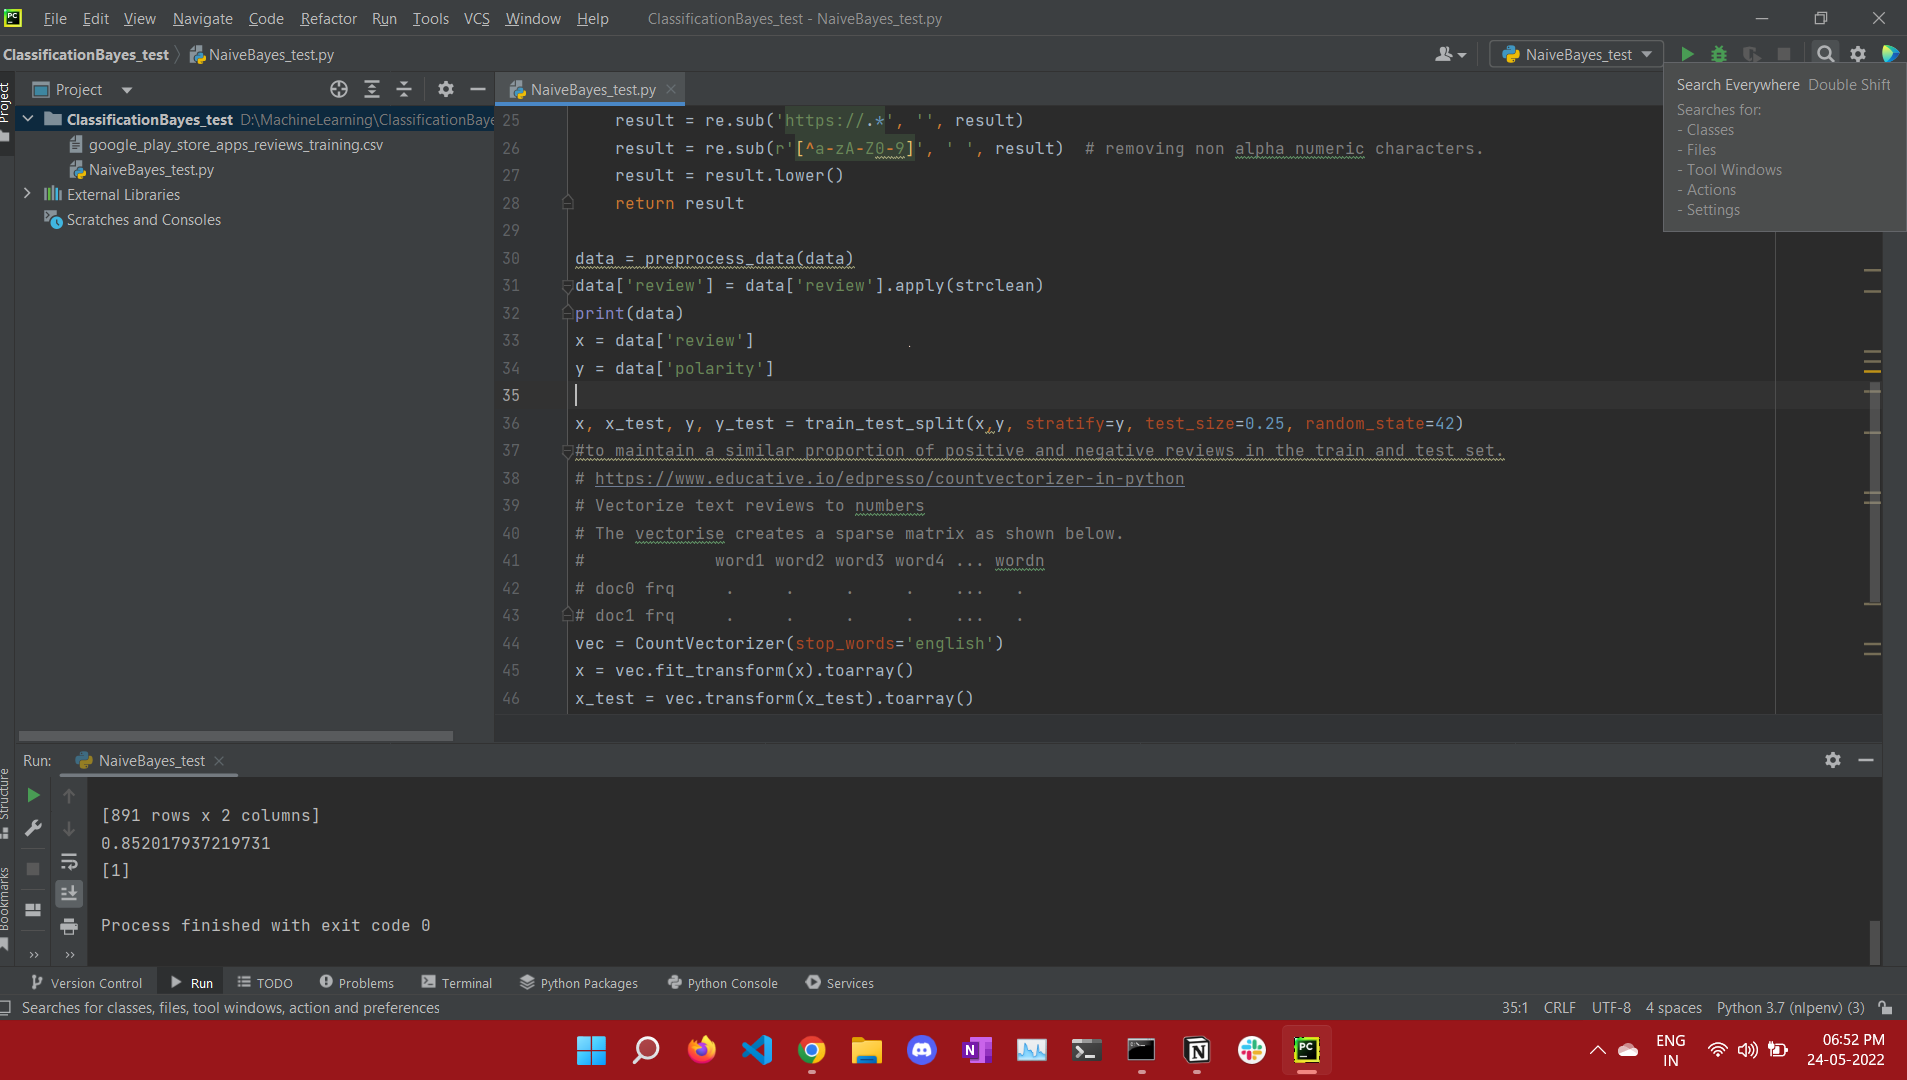 File Edit View Navigate Code Refactor Run Tools VCS Window Help ClassificationBayes_test - NaiveBayes_test.py
ClassificationBayes_test NaiveBayes_test.py NaiveBayes_test
Project
Project
NaiveBayes_test.py
ClassificationBayes_test D:\MachineLearning\ClassificationBaye
google_play_store_apps_reviews_training.csv
NaiveBayes_test.py
External Libraries
Scratches and Consoles
Search Everywhere Double Shift
Searches for:
- Classes
- Files
- Tool Windows
- Actions
- Settings
25 result = re.sub('https://.*', '', result)
26 result = re.sub(r'[^a-zA-Z0-9]', ' ', result) # removing non alpha numeric characters.
27 result = result.lower()
28 return result
29
30 data = preprocess_data(data)
31 data['review'] = data['review'].apply(strclean)
32 print(data)
33 x = data['review']
34 y = data['polarity']
35
36 x, x_test, y, y_test = train_test_split(x,y, stratify=y, test_size=0.25, random_state=42)
37 #to maintain a similar proportion of positive and negative reviews in the train and test set.
38 # https://www.educative.io/edpresso/countvectorizer-in-python
39 # Vectorize text reviews to numbers
40 # The vectorise creates a sparse matrix as shown below.
41 # word1 word2 word3 word4 ... wordn
42 # doc0 frq . . . . ... .
43 # doc1 frq . . . . ... .
44 vec = CountVectorizer(stop_words='english')
45 x = vec.fit_transform(x).toarray()
46 x_test = vec.transform(x_test).toarray()
Run: NaiveBayes_test
Structure
Bookmarks
[891 rows x 2 columns]
0.852017937219731
[1]
Process finished with exit code 0
Version Control Run TODO Problems Terminal Python Packages Python Console Services
Searches for classes, files, tool windows, action and preferences 35:1 CRLF UTF-8 4 spaces Python 3.7 (nlpenv) (3)
ENG
IN
06:52 PM
24-05-2022